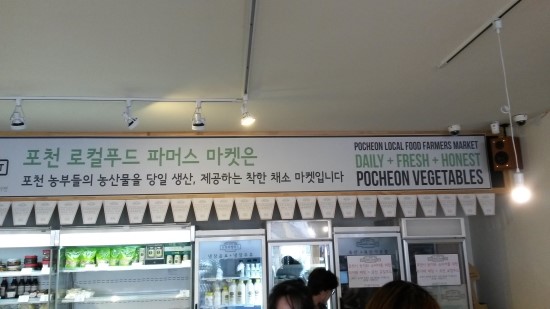 포천 로컬푸드 파머스 마켓은
포천 농부들의 농산물을 당일 생산, 제공하는 착한 채소 마켓입니다
POCHEON LOCAL FOOD FARMERS MARKET
DAILY + FRESH + HONEST
POCHEON VEGETABLES